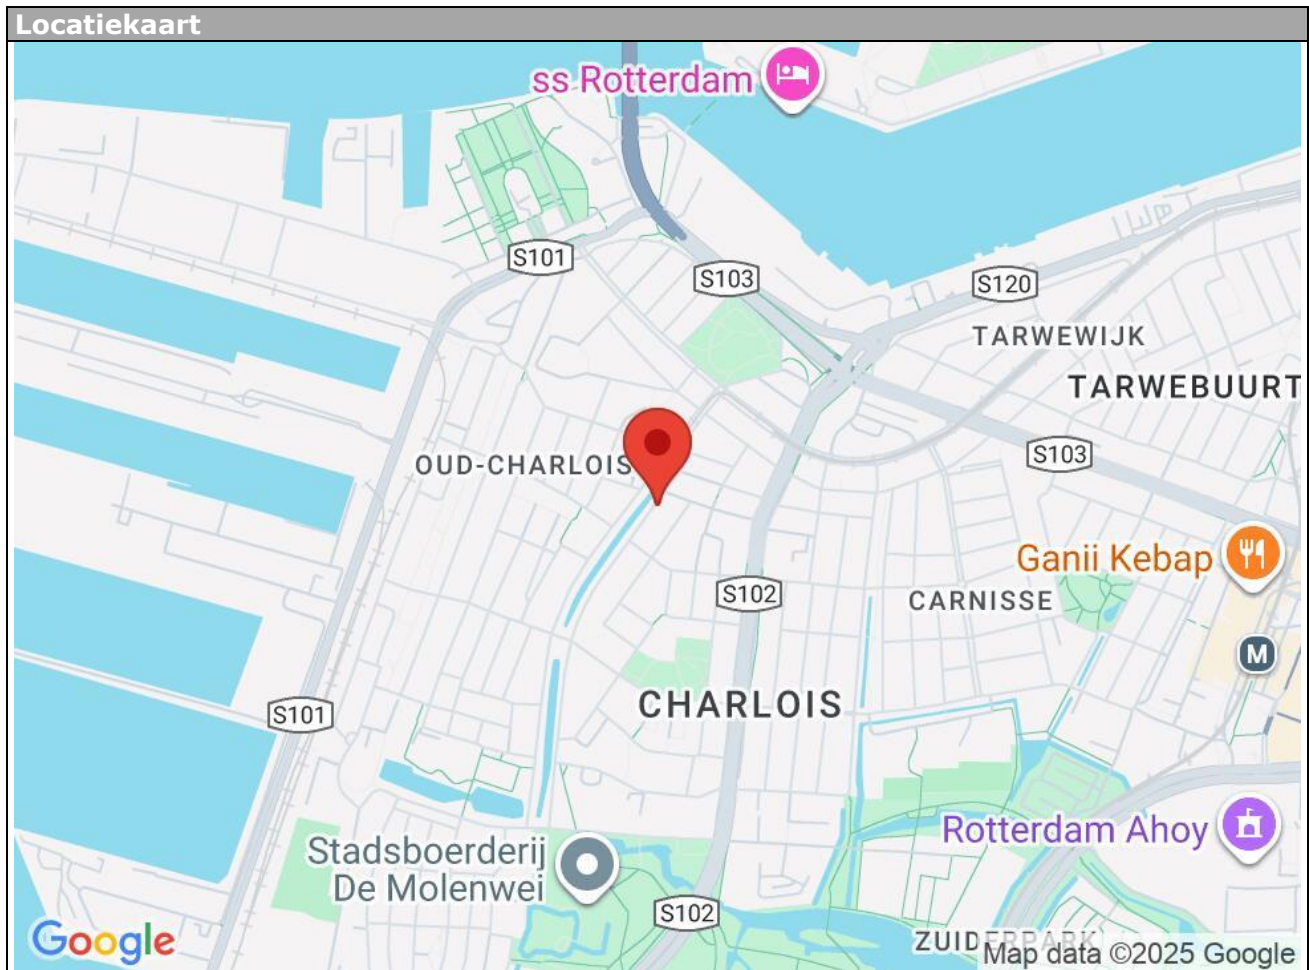 Locatiekaart
ss Rotterdam
S101
S103
S120
TARWEWIJK
TARWEBUURT
OUD-CHARLOIS
S103
Ganii Kebap
S102
CARNISSE
M
CHARLOIS
S101
Rotterdam Ahoy
Stadsboerderij
De Molenwei
S102
ZUIDERPARK
Google
Map data ©2025 Google